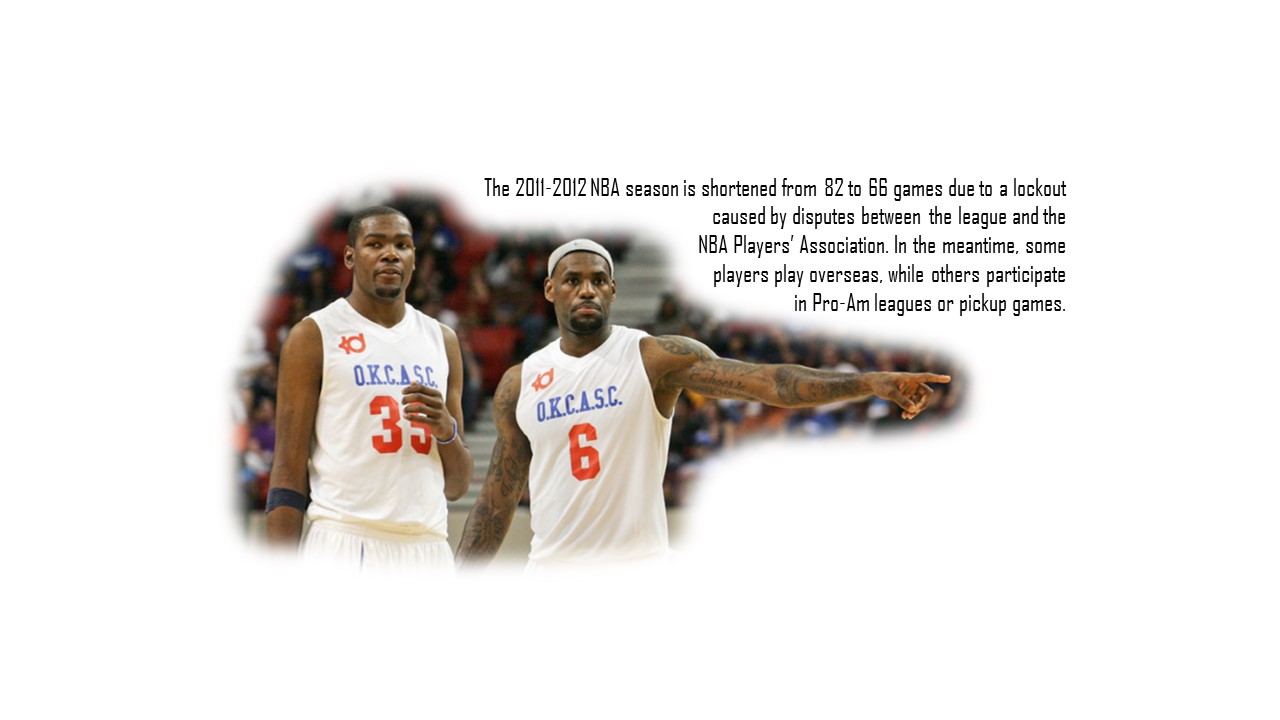 The 2011-2012 NBA season is shortened from 82 to 66 games due to a lockout
caused by disputes between the league and the
NBA Players’ Association. In the meantime, some
players play overseas, while others participate
in Pro-Am leagues or pickup games.
O.K.C.A.S.C.
35
O.K.C.A.S.C.
6